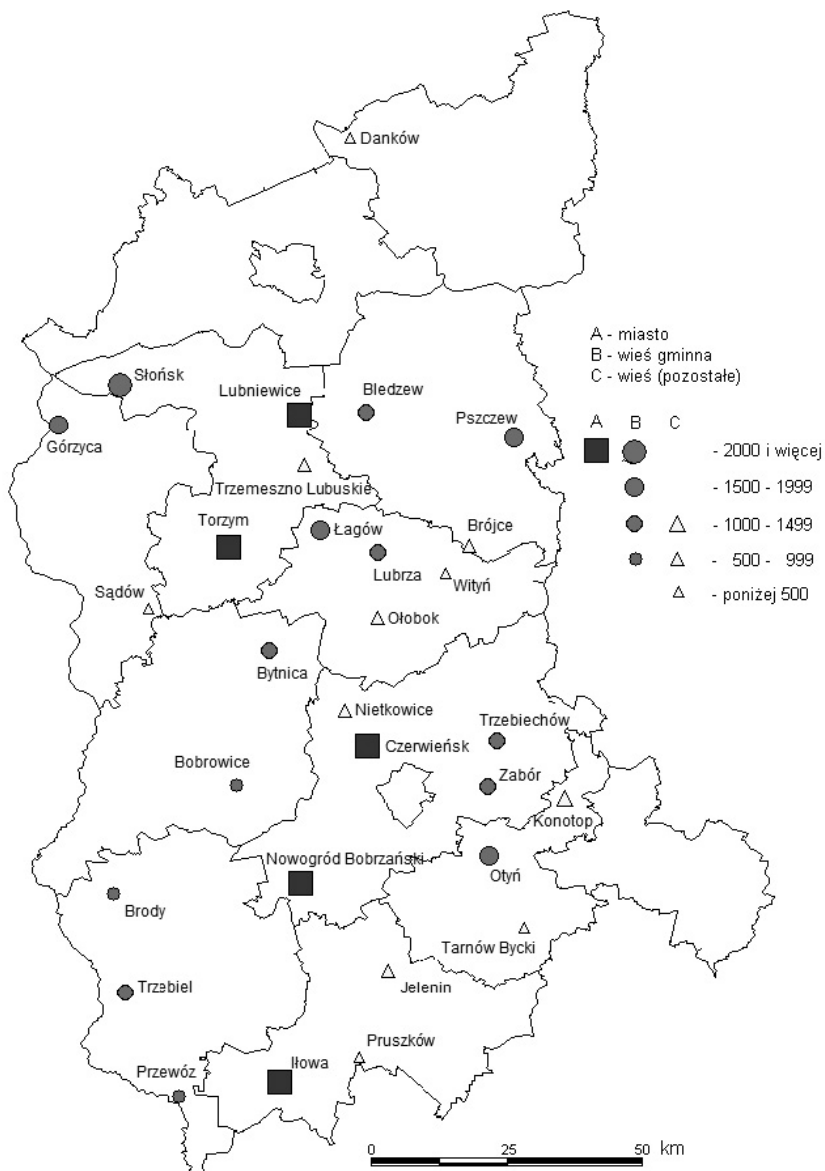 Danków
A - miasto
B - wieś gminna
C - wieś (pozostałe)
Słońsk
Lubniewice
Bledzew
Pszczew
Górzyca
A B C
- 2000 i więcej
- 1500 - 1999
- 1000 - 1499
- 500 - 999
- poniżej 500
Trzemeszno Lubuskie
Torzym
Łagów
Brójce
Lubrza
Wityń
Sądów
Ołobok
Bytnica
Nietkowice
Trzebiechów
Czerwieńsk
Bobrowice
Zabór
Konotop
Nowogród Bobrzański
Otyń
Brody
Tarnów Bycki
Trzebiel
Jelenin
Pruszków
Przewóz
Iłowa
0 25 50 km